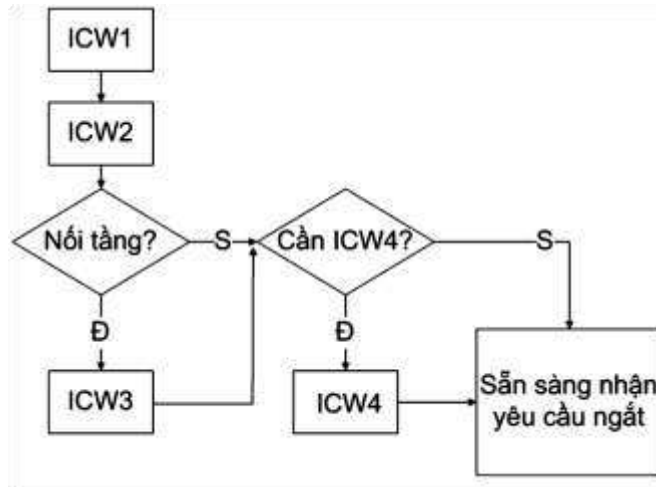 ICW1
ICW2
Nối tầng?
S
Cần ICW4?
S
Đ
Đ
ICW3
ICW4
Sẵn sàng nhận
yêu cầu ngắt